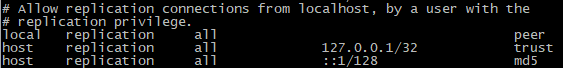 # Allow replication connections from localhost, by a user with the
# replication privilege.
local   replication     all                                     peer
host    replication     all             127.0.0.1/32            trust
host    replication     all             ::1/128                 md5